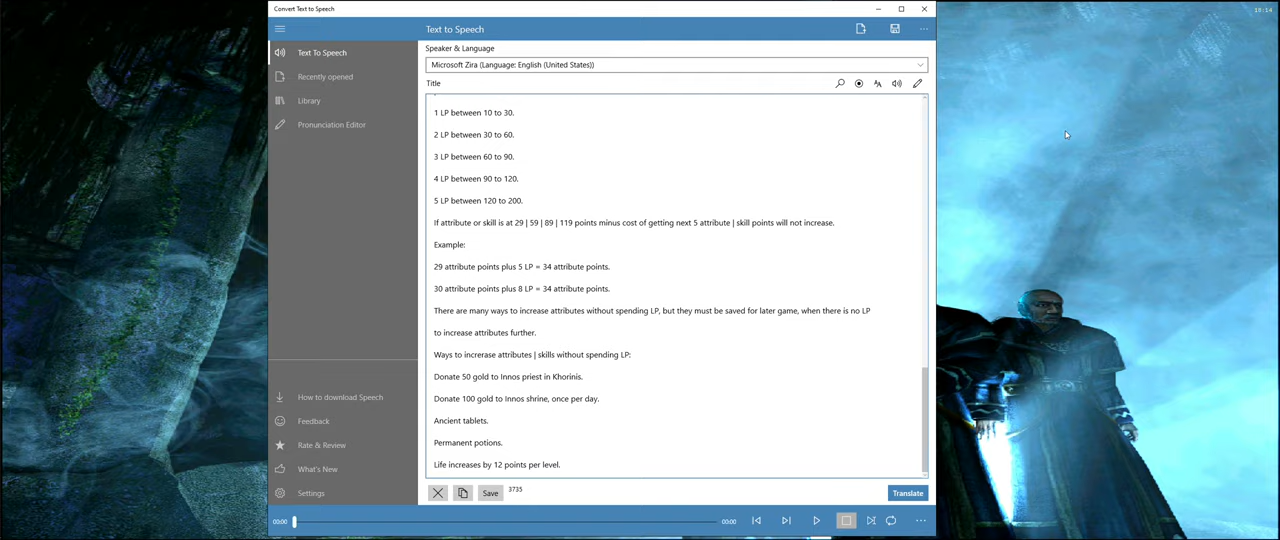 Convert Text to Speech
18:14
Text to Speech
Speaker & Language
Text To Speech
Microsoft Zira (Language: English (United States))
Recently opened
Title
Library
Pronunciation Editor
1 LP between 10 to 30.
2 LP between 30 to 60.
3 LP between 60 to 90.
4 LP between 90 to 120.
5 LP between 120 to 200.
If attribute or skill is at 29 | 59 | 89 | 119 points minus cost of getting next 5 attribute | skill points will not increase.
Example:
29 attribute points plus 5 LP = 34 attribute points.
30 attribute points plus 8 LP = 34 attribute points.
There are many ways to increase attributes without spending LP, but they must be saved for later game, when there is no LP
to increase attributes further.
Ways to increrase attributes | skills without spending LP:
Donate 50 gold to Innos priest in Khorinis.
Donate 100 gold to Innos shrine, once per day.
Ancient tablets.
Permanent potions.
Life increases by 12 points per level.
How to download Speech
Feedback
Rate & Review
What's New
Settings
Save
3735
Translate
00:00
00:00